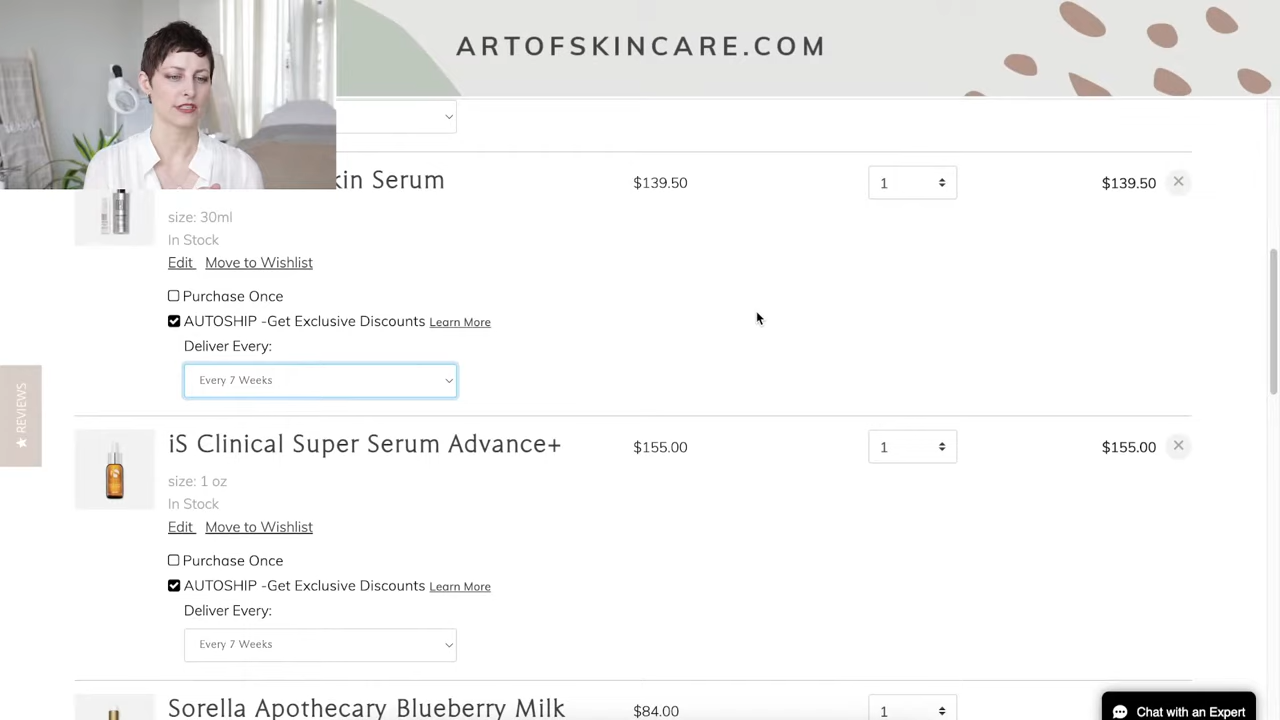 ARTOFSKINCARE.COM
kin Serum
$139.50
1
$139.50
size: 30ml
In Stock
Edit Move to Wishlist
Purchase Once
AUTOSHIP -Get Exclusive Discounts Learn More
Deliver Every:
Every 7 Weeks
★ REVIEWS
iS Clinical Super Serum Advance+
$155.00
1
$155.00
size: 1 oz
In Stock
Edit Move to Wishlist
Purchase Once
AUTOSHIP -Get Exclusive Discounts Learn More
Deliver Every:
Every 7 Weeks
Sorella Apothecary Blueberry Milk
$84.00
1
Chat with an Expert